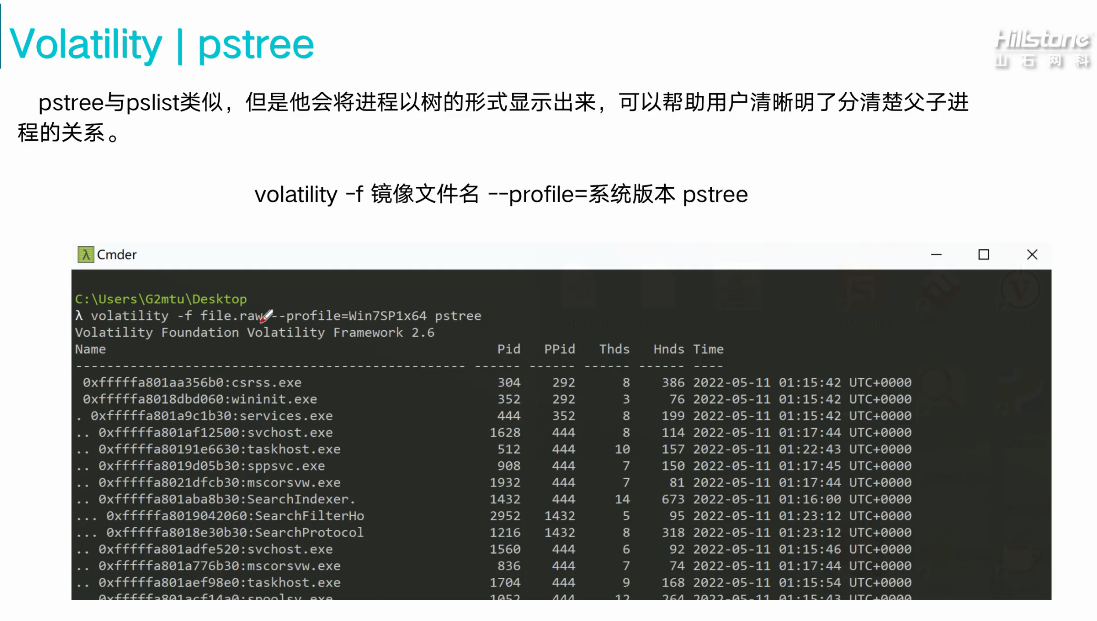 Volatility | pstree
Hillstone
山石网科
pstree与pslist类似，但是他会将进程以树的形式显示出来，可以帮助用户清晰明了分清楚父子进
程的关系。
volatility -f 镜像文件名 --profile=系统版本 pstree
λ Cmder
C:\Users\G2mtu\Desktop
λ volatility -f file.raw --profile=Win7SP1x64 pstree
Volatility Foundation Volatility Framework 2.6
Name Pid PPid Thds Hnds Time
-------------------------------------------------- ------ ------ ------ ------ ----
0xfffffa801aa356b0:csrss.exe 304 292 8 386 2022-05-11 01:15:42 UTC+0000
0xfffffa8018dbd060:wininit.exe 352 292 3 76 2022-05-11 01:15:42 UTC+0000
. 0xfffffa801a9c1b30:services.exe 444 352 8 199 2022-05-11 01:15:42 UTC+0000
.. 0xfffffa801af12500:svchost.exe 1628 444 8 114 2022-05-11 01:17:44 UTC+0000
.. 0xfffffa80191e6630:taskhost.exe 512 444 10 157 2022-05-11 01:22:43 UTC+0000
.. 0xfffffa8019d05b30:sppsvc.exe 908 444 7 150 2022-05-11 01:17:45 UTC+0000
.. 0xfffffa8021dfcb30:mscorsvw.exe 1932 444 7 81 2022-05-11 01:17:44 UTC+0000
.. 0xfffffa801aba8b30:SearchIndexer. 1432 444 14 673 2022-05-11 01:16:00 UTC+0000
... 0xfffffa8019042060:SearchFilterHo 2952 1432 5 95 2022-05-11 01:23:12 UTC+0000
... 0xfffffa8018e30b30:SearchProtocol 1216 1432 8 318 2022-05-11 01:23:12 UTC+0000
.. 0xfffffa801adfe520:svchost.exe 1560 444 6 92 2022-05-11 01:15:46 UTC+0000
.. 0xfffffa801a776b30:mscorsvw.exe 836 444 7 74 2022-05-11 01:17:44 UTC+0000
.. 0xfffffa801aef98e0:taskhost.exe 1704 444 9 168 2022-05-11 01:15:54 UTC+0000
.. 0xfffffa801acf14a0:spoolsv.exe 1052 444 12 264 2022-05-11 01:15:43 UTC+0000